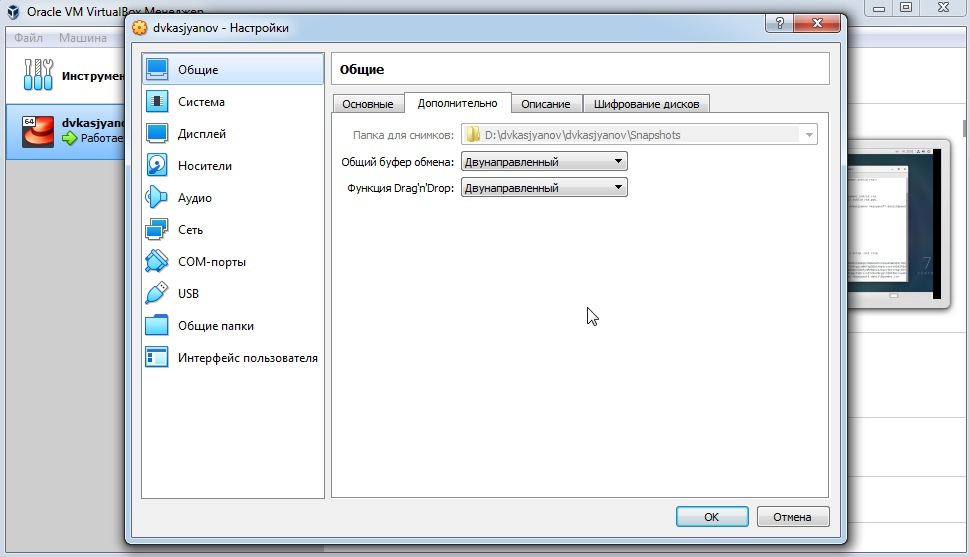 Oracle VM VirtualBox Менеджер
Файл Машина
dvkasjyanov - Настройки
Инструмен
64
dvkasjyano
Работае
Общие
Система
Дисплей
Носители
Аудио
Сеть
COM-порты
USB
Общие папки
Интерфейс пользователя
Общие
Основные Дополнительно Описание Шифрование дисков
Папка для снимков: D:\dvkasjyanov\dvkasjyanov\Snapshots
Общий буфер обмена: Двунаправленный
Функция Drag'n'Drop: Двунаправленный
7
OK Отмена